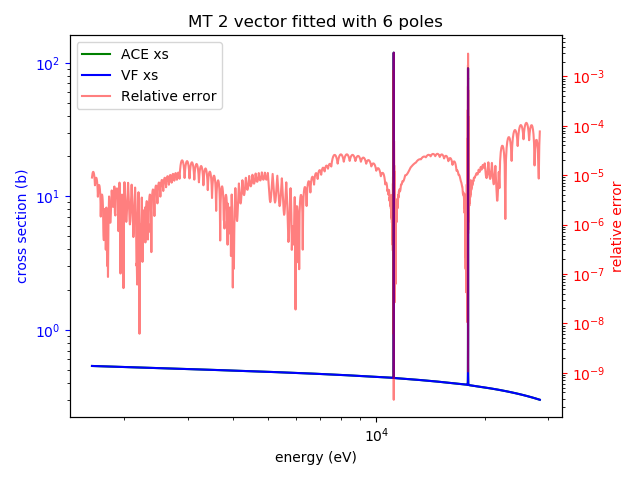 MT 2 vector fitted with 6 poles
ACE xs
VF xs
Relative error
10²
10¹
10⁰
cross section (b)
10⁻³
10⁻⁴
10⁻⁵
10⁻⁶
10⁻⁷
10⁻⁸
10⁻⁹
relative error
10⁴
energy (eV)